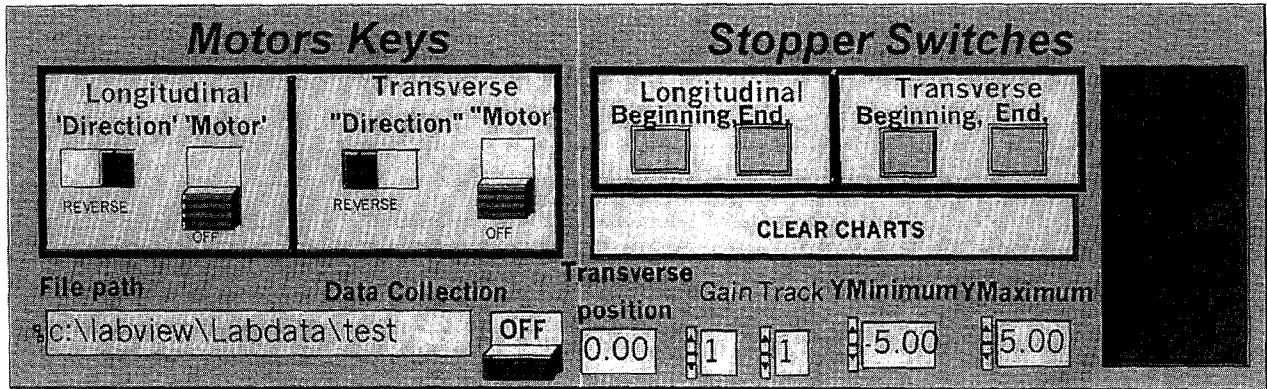 Motors Keys
Stopper Switches
Longitudinal
'Direction' 'Motor'
REVERSE
OFF
Transverse
"Direction" "Motor
REVERSE
OFF
Longitudinal
Beginning, End,
Transverse
Beginning, End,
CLEAR CHARTS
File path
c:\labview\Labdata\test
Data Collection
OFF
Transverse
position
0.00
Gain
1
Track
1
YMinimum
-5.00
YMaximum
5.00